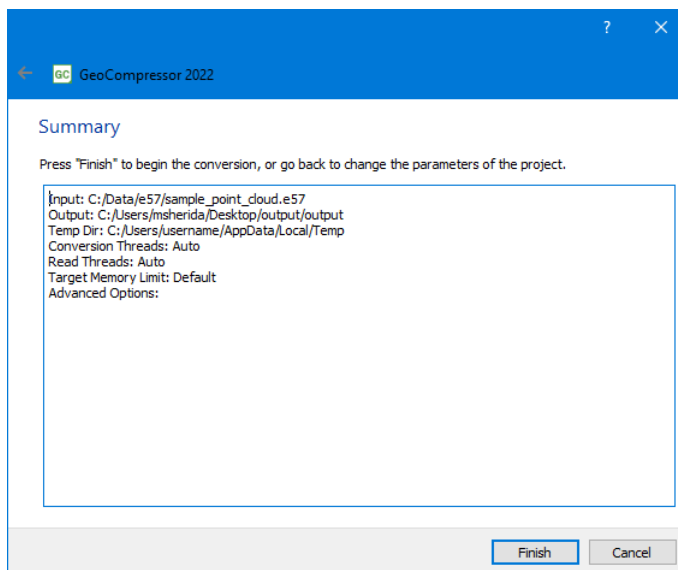 ?
GC GeoCompressor 2022
Summary
Press "Finish" to begin the conversion, or go back to change the parameters of the project.
Input: C:/Data/e57/sample_point_cloud.e57
Output: C:/Users/msherida/Desktop/output/output
Temp Dir: C:/Users/username/AppData/Local/Temp
Conversion Threads: Auto
Read Threads: Auto
Target Memory Limit: Default
Advanced Options:
Finish Cancel